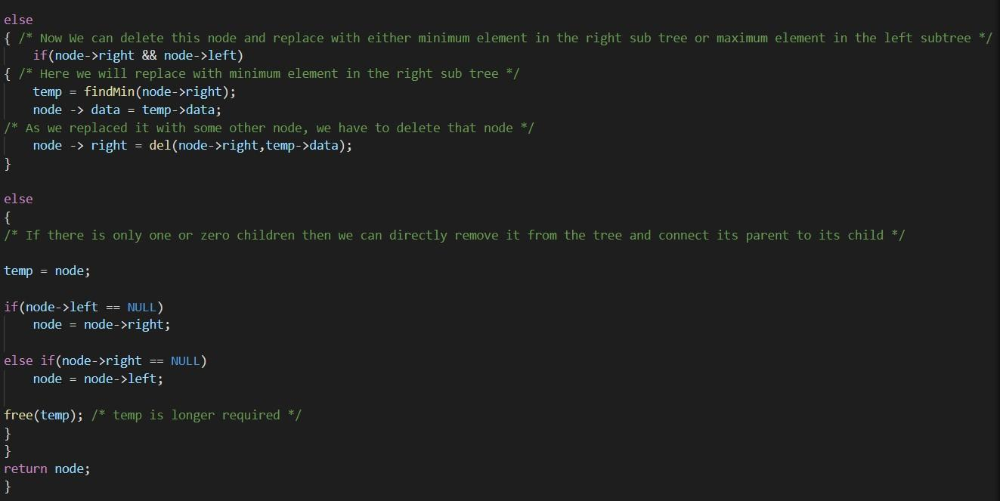 else
{ /* Now We can delete this node and replace with either minimum element in the right sub tree or maximum element in the left subtree */
if(node->right && node->left)
{ /* Here we will replace with minimum element in the right sub tree */
temp = findMin(node->right);
node -> data = temp->data;
/* As we replaced it with some other node, we have to delete that node */
node -> right = del(node->right,temp->data);
}
else
{
/* If there is only one or zero children then we can directly remove it from the tree and connect its parent to its child */
temp = node;
if(node->left == NULL)
node = node->right;
else if(node->right == NULL)
node = node->left;
free(temp); /* temp is longer required */
}
}
return node;
}